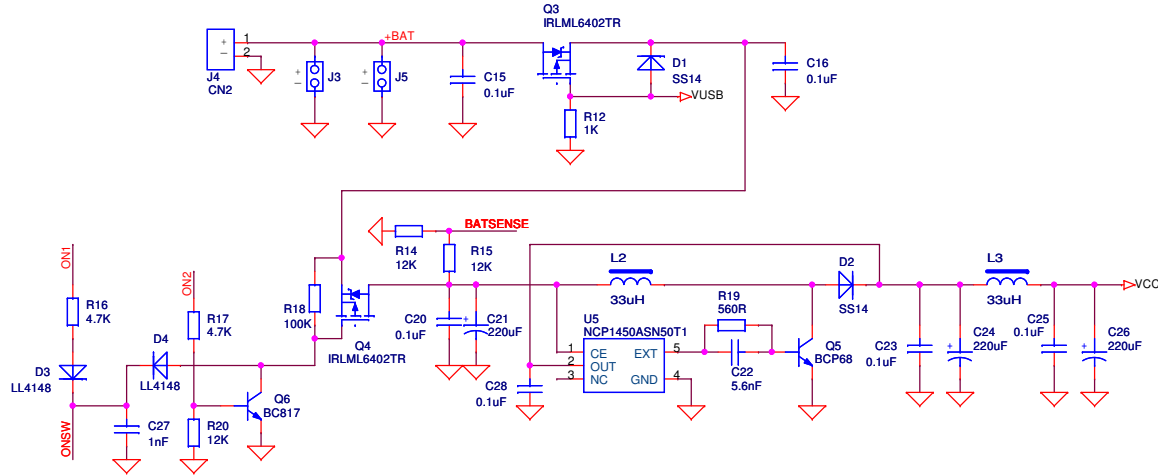 Q3
IRLML6402TR
+
1
-
2
J4
CN2
+BAT
+
-
J3
+
-
J5
C15
0.1uF
D1
SS14
VUSB
R12
1K
C16
0.1uF
BATSENSE
R14
12K
R15
12K
ON1
R16
4.7K
D3
LL4148
ONSW
D4
LL4148
C27
1nF
ON2
R17
4.7K
R20
12K
Q6
BC817
R18
100K
Q4
IRLML6402TR
C20
0.1uF
+
C21
220uF
L2
33uH
U5
NCP1450ASN50T1
1
CE
EXT
5
2
OUT
3
NC
GND
4
C28
0.1uF
R19
560R
C22
5.6nF
Q5
BCP68
D2
SS14
C23
0.1uF
+
C24
220uF
L3
33uH
C25
0.1uF
+
C26
220uF
VCC